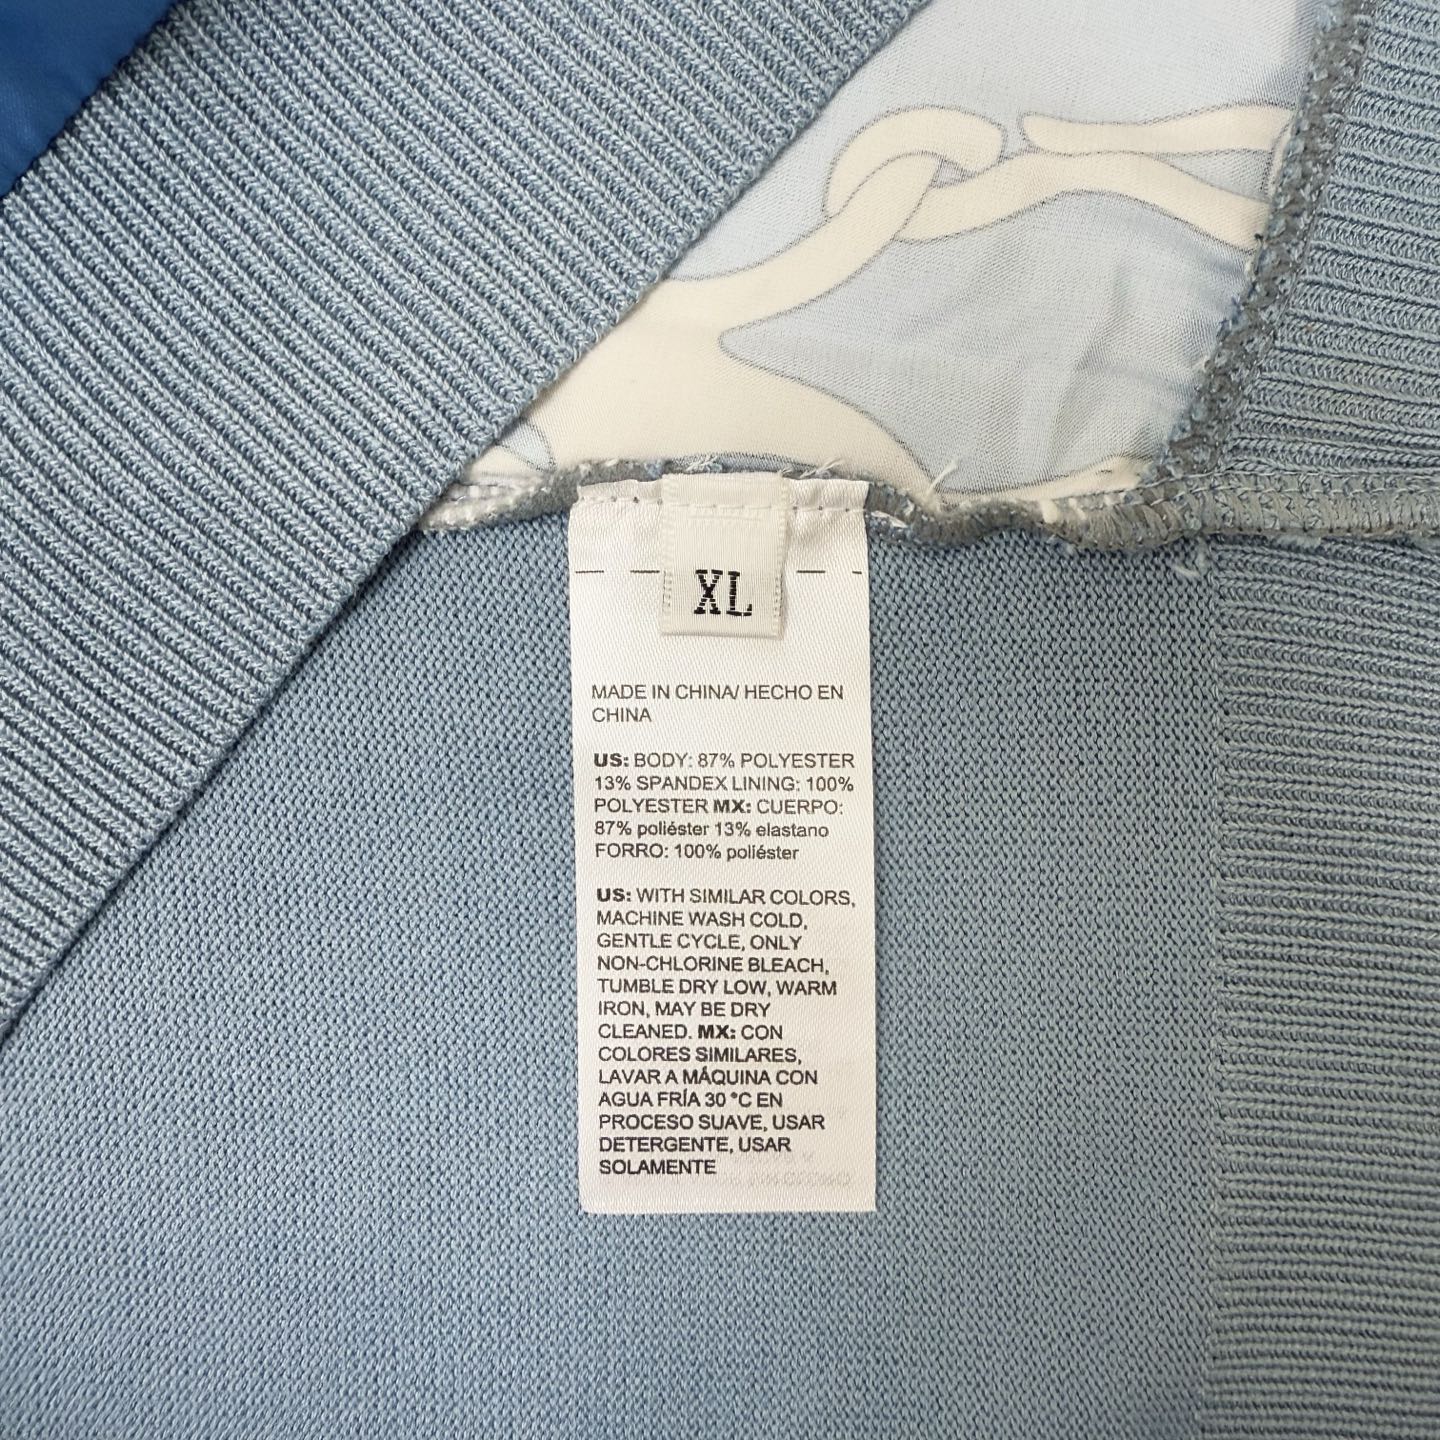 XL
MADE IN CHINA/ HECHO EN
CHINA
US: BODY: 87% POLYESTER
13% SPANDEX LINING: 100%
POLYESTER MX: CUERPO:
87% poliéster 13% elastano
FORRO: 100% poliéster
US: WITH SIMILAR COLORS,
MACHINE WASH COLD,
GENTLE CYCLE, ONLY
NON-CHLORINE BLEACH,
TUMBLE DRY LOW, WARM
IRON, MAY BE DRY
CLEANED. MX: CON
COLORES SIMILARES,
LAVAR A MÁQUINA CON
AGUA FRÍA 30 °C EN
PROCESO SUAVE, USAR
DETERGENTE, USAR
SOLAMENTE